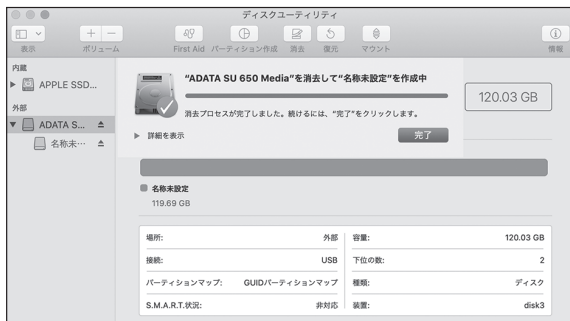 ディスクユーティリティ
表示
ボリューム
First Aid
パーティション作成
消去
復元
マウント
情報
内蔵
APPLE SSD...
外部
ADATA S...
名称未…
"ADATA SU 650 Media"を消去して"名称未設定"を作成中
消去プロセスが完了しました。続けるには、"完了"をクリックします。
詳細を表示
完了
120.03 GB
名称未設定
119.69 GB
場所: 外部
容量: 120.03 GB
接続: USB
下位の数: 2
パーティションマップ: GUIDパーティションマップ
種類: ディスク
S.M.A.R.T.状況: 非対応
装置: disk3